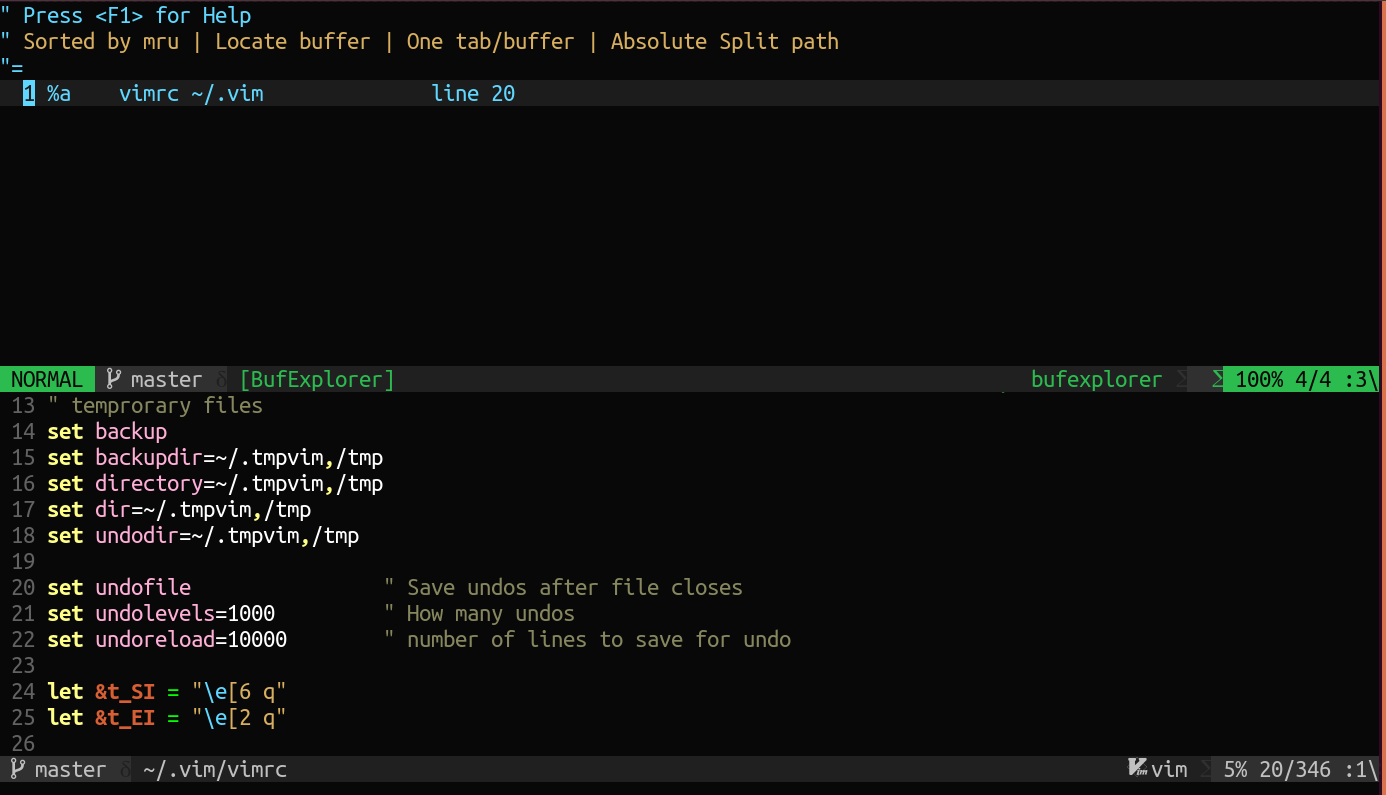 " Press <F1> for Help
" Sorted by mru | Locate buffer | One tab/buffer | Absolute Split path
"=
1 %a vimrc ~/.vim line 20
NORMAL master δ [BufExplorer] bufexplorer Σ Σ 100% 4/4 :3\
13 " temprorary files
14 set backup
15 set backupdir=~/.tmpvim,/tmp
16 set directory=~/.tmpvim,/tmp
17 set dir=~/.tmpvim,/tmp
18 set undodir=~/.tmpvim,/tmp
19
20 set undofile " Save undos after file closes
21 set undolevels=1000 " How many undos
22 set undoreload=10000 " number of lines to save for undo
23
24 let &t_SI = "\e[6 q"
25 let &t_EI = "\e[2 q"
26
master δ ~/.vim/vimrc vim Σ 5% 20/346 :1\